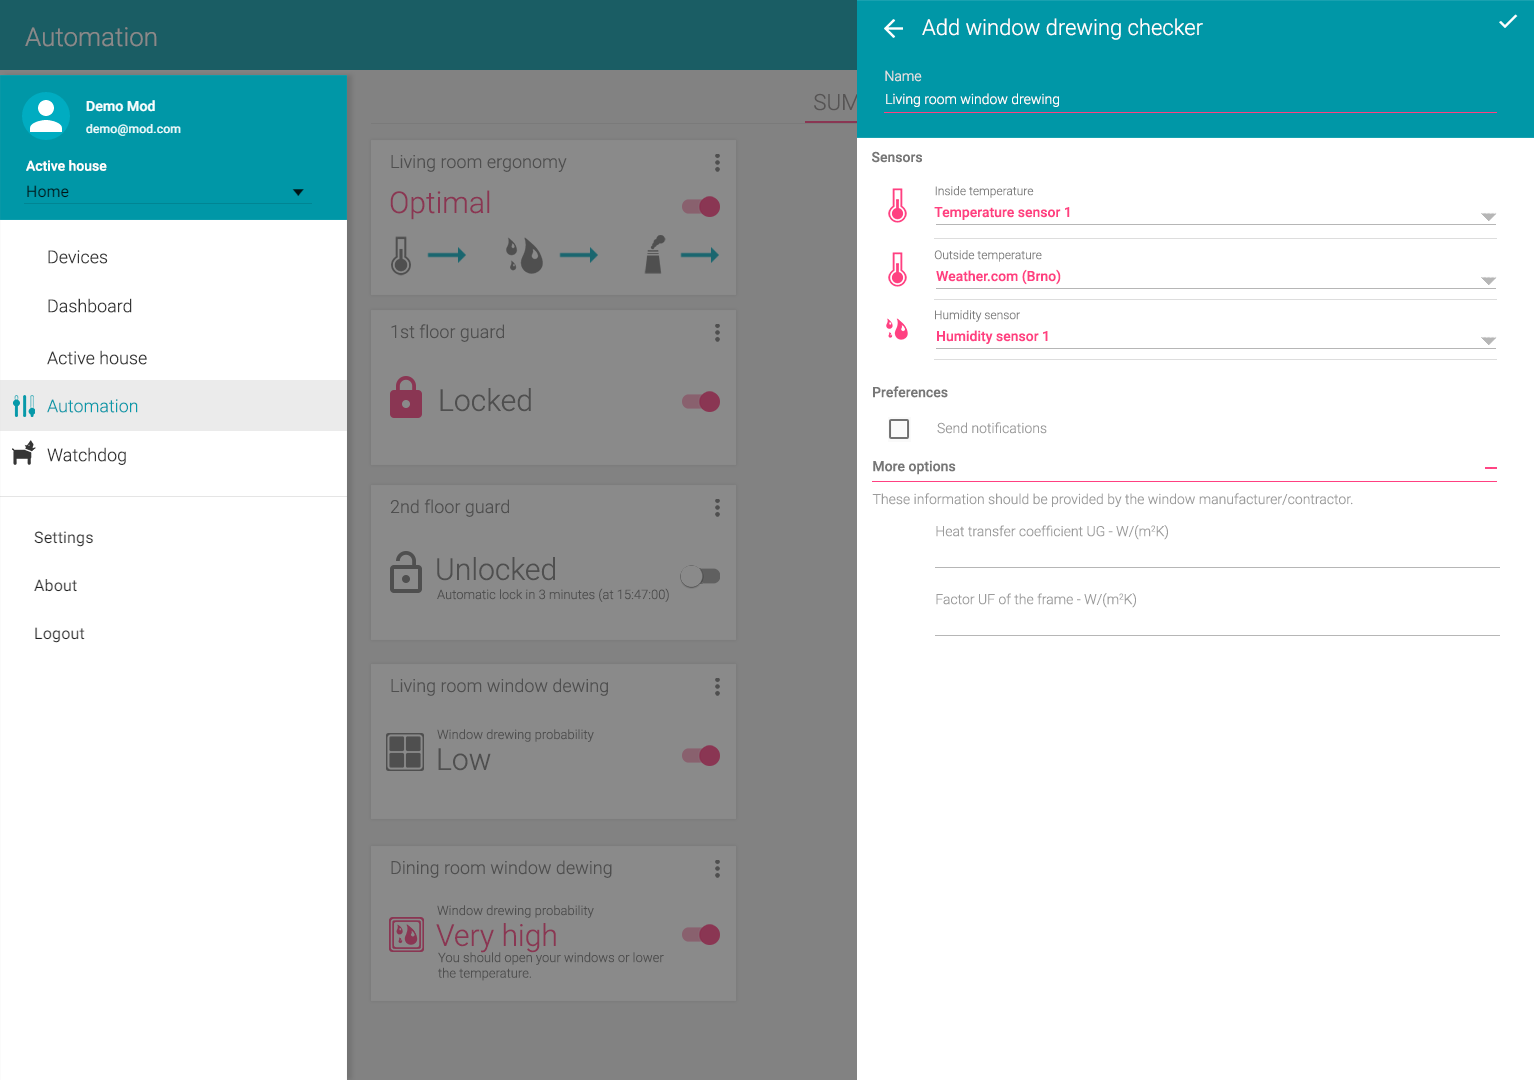 Automation
Demo Mod
demo@mod.com
Active house
Home
Devices
Dashboard
Active house
Automation
Watchdog
Settings
About
Logout
SUM
Living room ergonomy
Optimal
1st floor guard
Locked
2nd floor guard
Unlocked
Automatic lock in 3 minutes (at 15:47:00)
Living room window dewing
Window drewing probability
Low
Dining room window dewing
Window drewing probability
Very high
You should open your windows or lower
the temperature.
Add window drewing checker
Name
Living room window drewing
Sensors
Inside temperature
Temperature sensor 1
Outside temperature
Weather.com (Brno)
Humidity sensor
Humidity sensor 1
Preferences
Send notifications
More options
These information should be provided by the window manufacturer/contractor.
Heat transfer coefficient UG - W/(m²K)
Factor UF of the frame - W/(m²K)